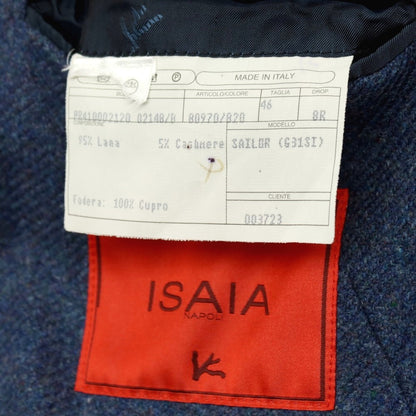 MADE IN ITALY
ARTICOLO/COLORE TAGLIA DROP
02148/B 80970/820 46 8R
MODELLO
95% Lana 5% Cashmere SAILOR (G31SI)
CLIENTE
Fodera: 100% Cupro 003723
ISAIA
NAPOLI